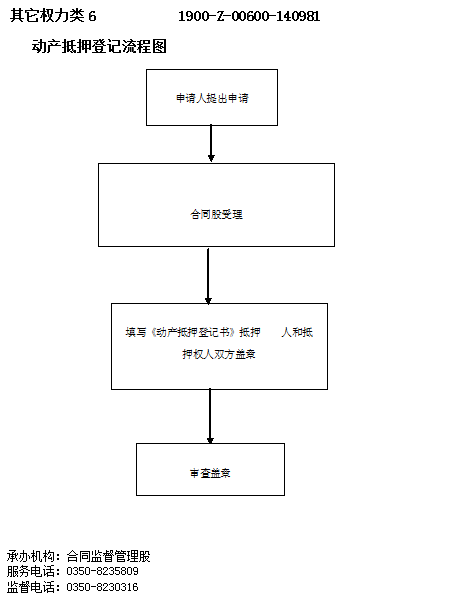 其它权力类 6 1900-Z-00600-140981
动产抵押登记流程图
申请人提出申请
合同股受理
填写《动产抵押登记书》抵押 人和抵
押权人双方盖章
审查盖章
承办机构：合同监督管理股
服务电话：0350-8235809
监督电话：0350-8230316